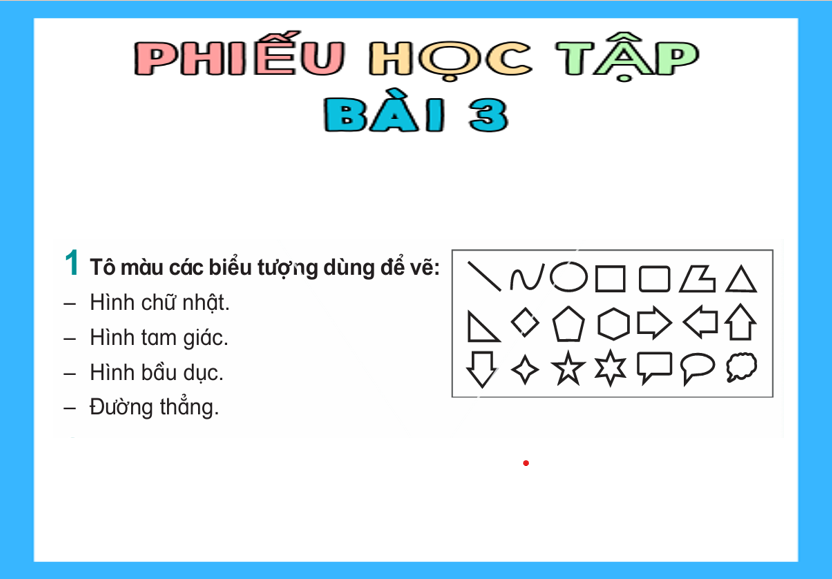 PHIẾU HỌC TẬP
BÀI 3
1 Tô màu các biểu tượng dùng để vẽ:
– Hình chữ nhật.
– Hình tam giác.
– Hình bầu dục.
– Đường thẳng.